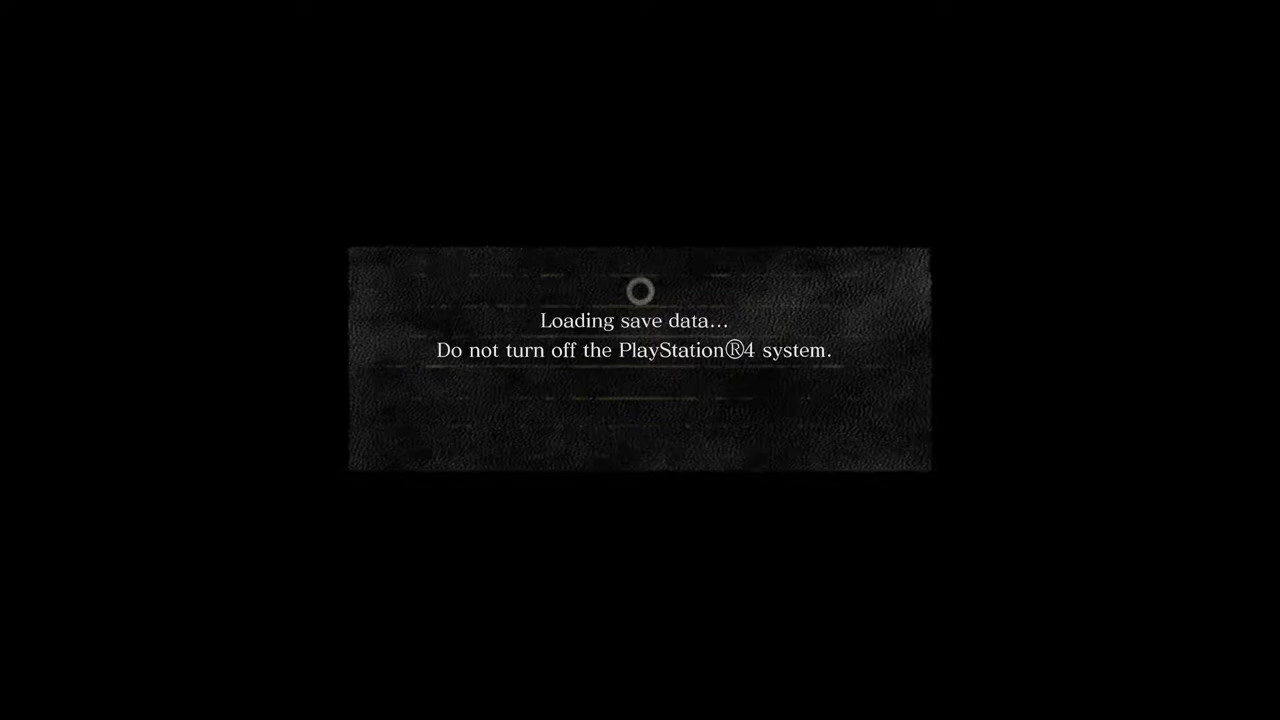 Loading save data...
Do not turn off the PlayStation®4 system.